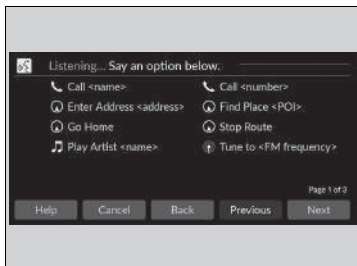 Listening... Say an option below.
Call <name>
Call <number>
Enter Address <address>
Find Place <POI>
Go Home
Stop Route
Play Artist <name>
Tune to <FM frequency>
Page 1 of 3
Help Cancel Back Previous Next